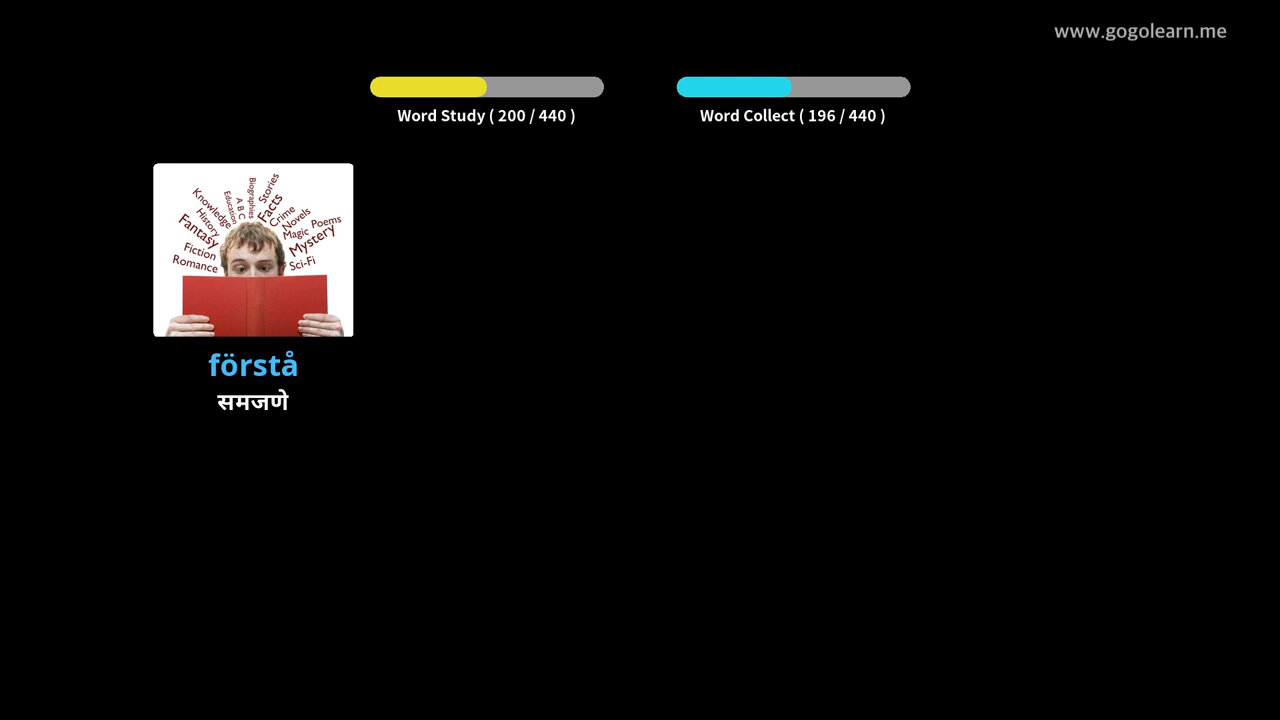 www.gogolearn.me
Word Study ( 200 / 440 )
Word Collect ( 196 / 440 )
Biographies
Stories
Knowledge
Education
A B C
Facts
History
Crime
Novels
Fantasy
Magic
Poems
Fiction
Mystery
Romance
Sci-Fi
förstå
समजणे